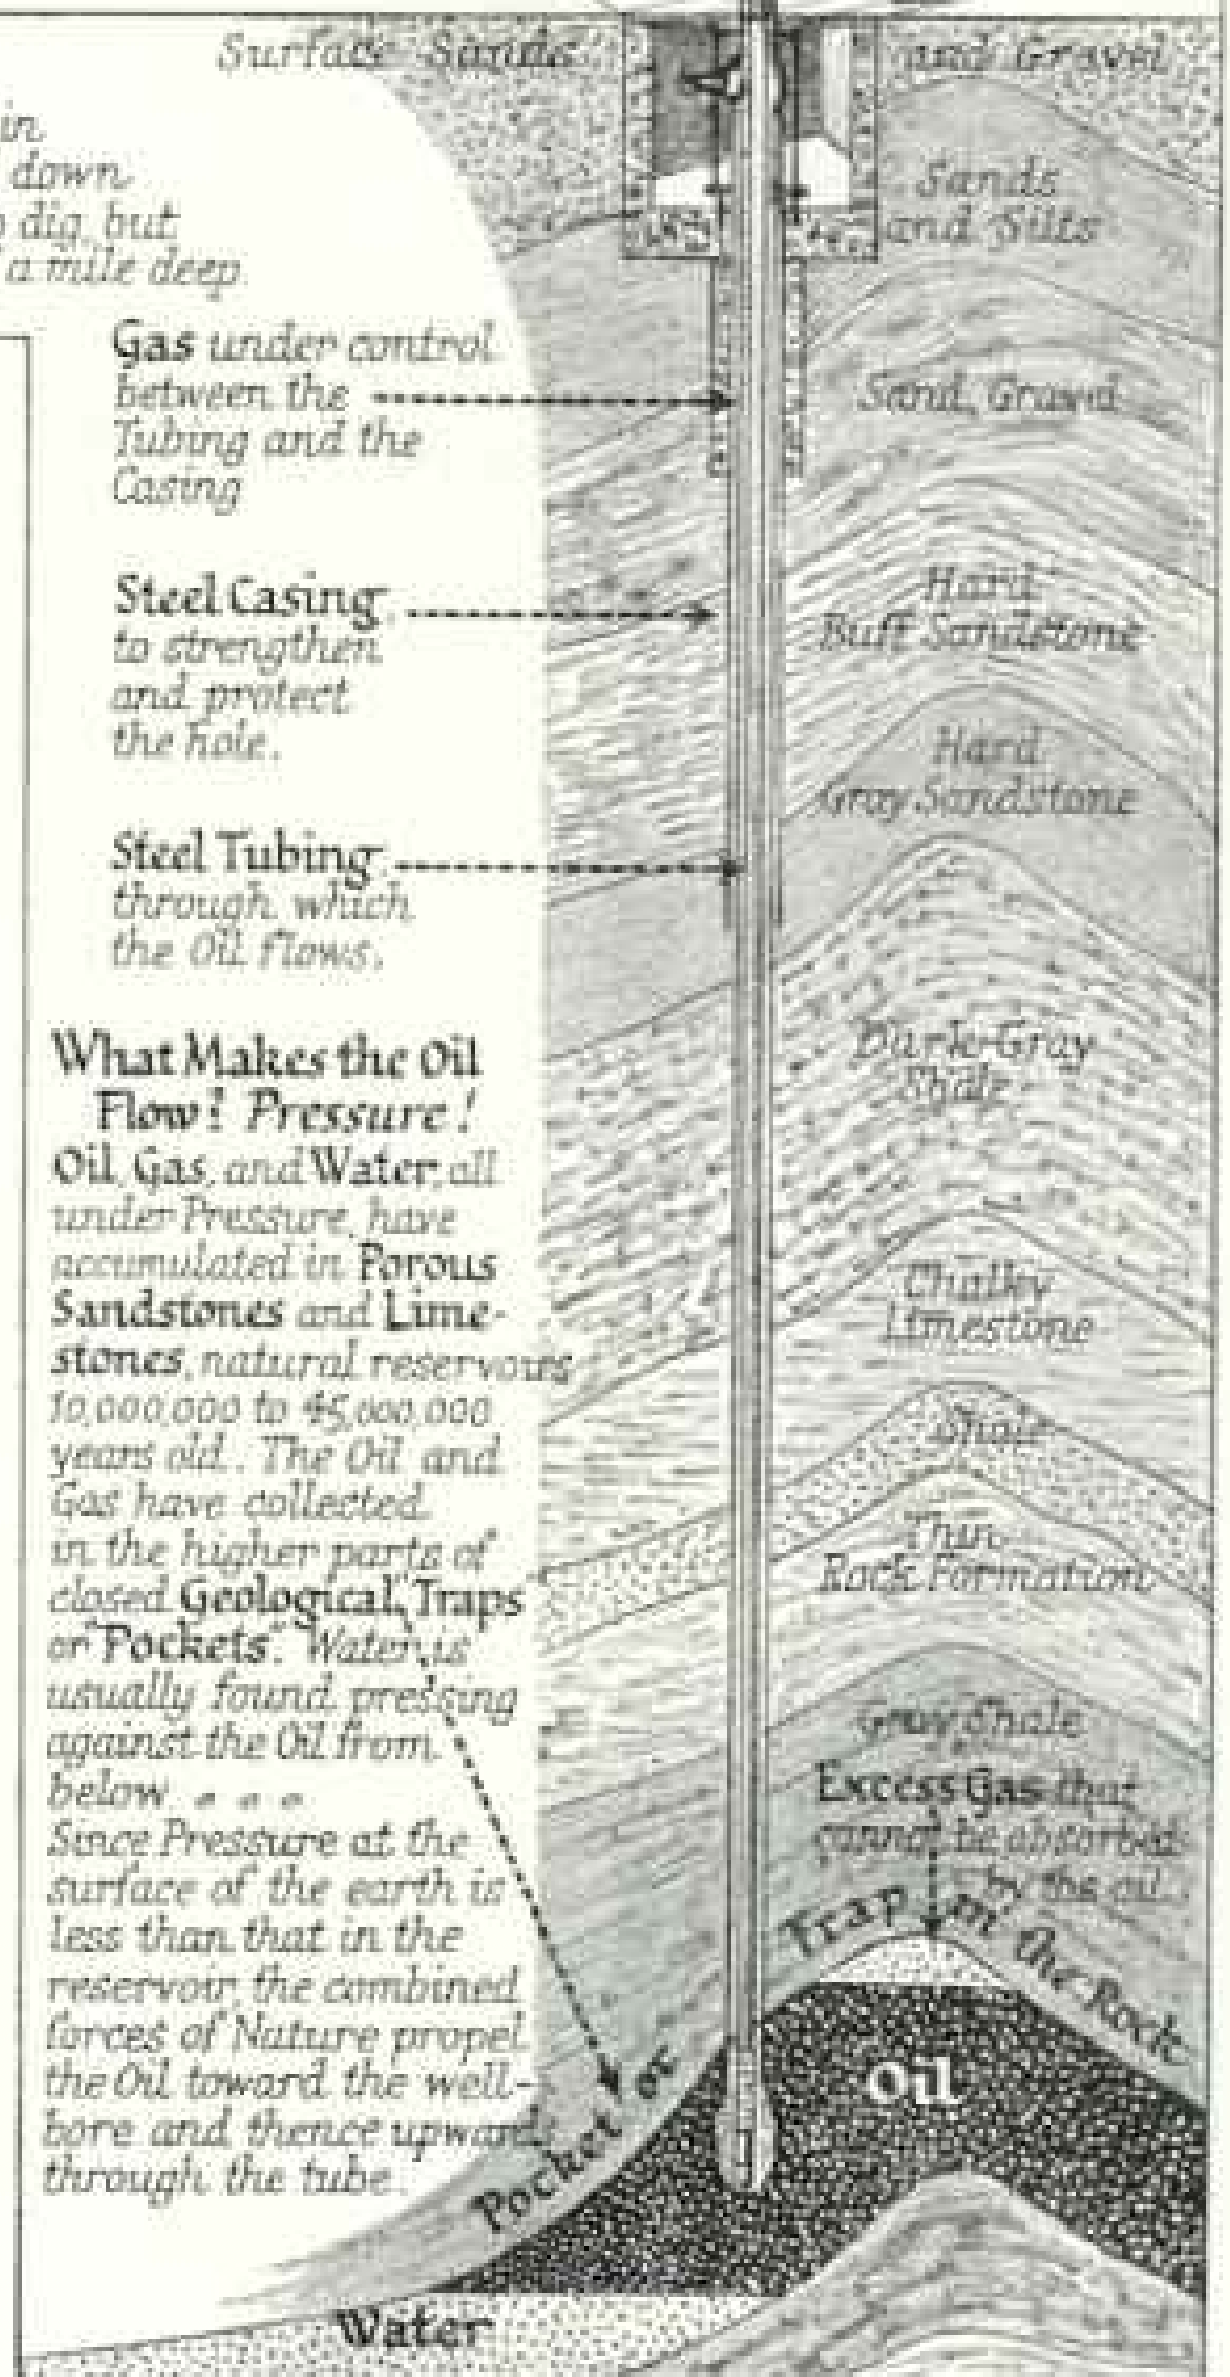 Surface Sands and Gravel
in
down
dig, but
a mile deep.
Sands
and Silts
Gas under control
between the
Tubing and the
Casing
Sand, Gravel
Steel Casing
to strengthen
and protect
the hole.
Hard
Buff Sandstone
Hard
Gray Sandstone
Steel Tubing
through which
the Oil flows.
Dark Gray
Shale
What Makes the Oil
Flow? Pressure!
Oil, Gas, and Water, all
under Pressure, have
accumulated in Porous
Sandstones and Lime-
stones, natural reservoirs
10,000,000 to 45,000,000
years old. The Oil and
Gas have collected
in the higher parts of
closed Geological "Traps
or "Pockets". Water is
usually found pressing
against the Oil from
below . . .
Since Pressure at the
surface of the earth is
less than that in the
reservoir, the combined
forces of Nature propel
the Oil toward the well-
bore and thence upwards
through the tube.
Chalky
Limestone
Shale
Thin
Rock Formation
Gray Shale
Excess Gas that
cannot be absorbed
by the oil.
Pocket or Trap in the Rock
Oil
Water